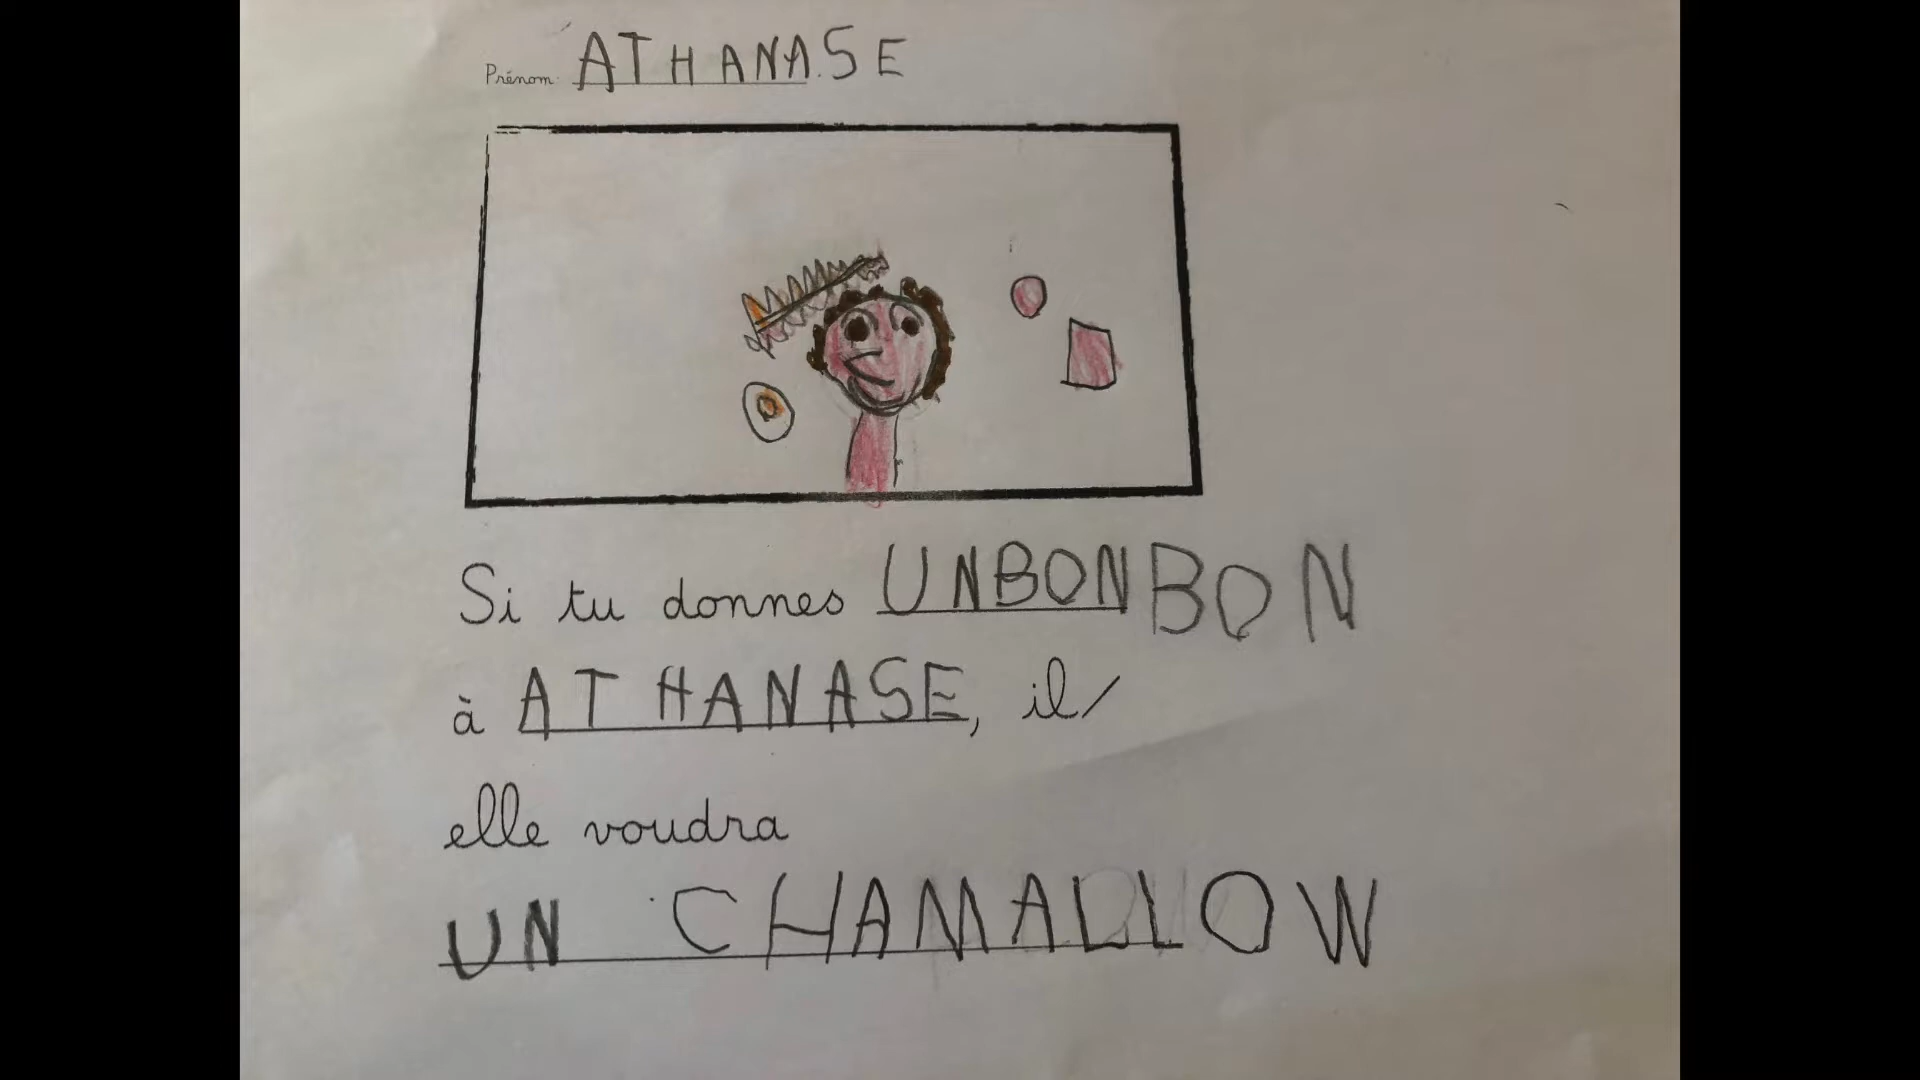 Prénom: ATHANASE
Si tu donnes UNBONBON
à ATHANASE, il/
elle voudra
UN CHAMALLOW